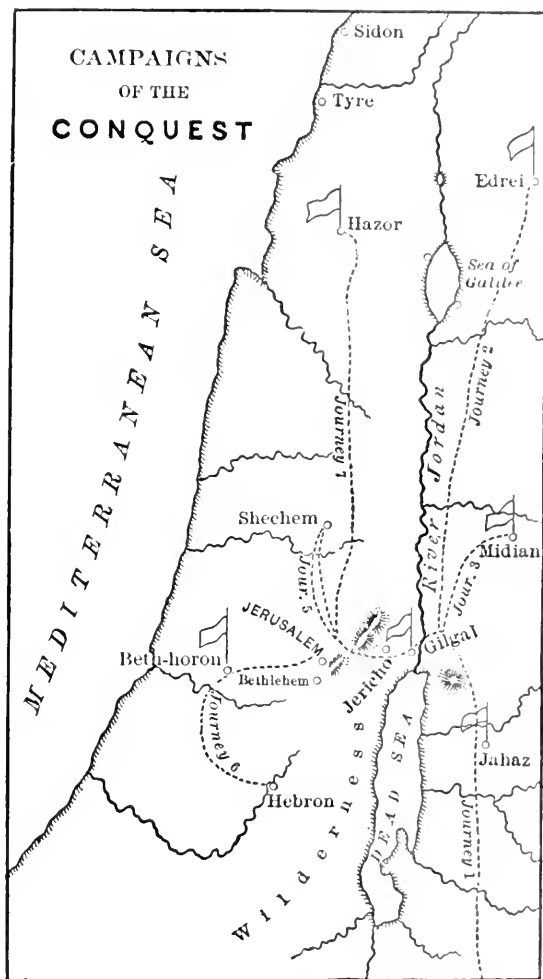 CAMPAIGNS
OF THE
CONQUEST
Sidon
Tyre
Edrei
Hazor
Sea of
Galilee
MEDITERRANEAN SEA
Journey 7
Journey 2
River Jordan
Shechem
Midian
Jour. 5
Jour. 3
JERUSALEM
Gilgal
Beth-horon
Bethlehem
Jericho
Journey 6
Jahaz
DEAD SEA
Hebron
Journey 1
Wilderness